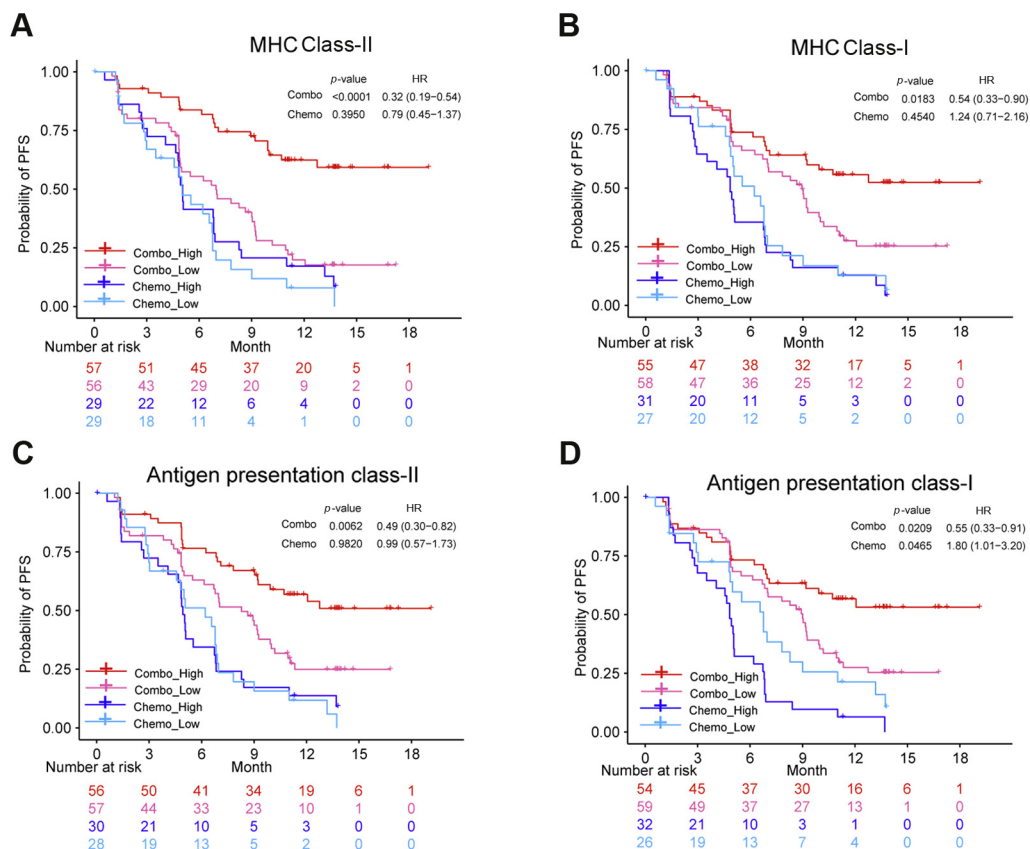 A
MHC Class-II
p-value HR
Combo <0.0001 0.32 (0.19−0.54)
Chemo 0.3950 0.79 (0.45−1.37)
Probability of PFS
1.00
0.75
0.50
0.25
0.00
Combo_High
Combo_Low
Chemo_High
Chemo_Low
0 3 6 9 12 15 18
Number at risk Month
57 51 45 37 20 5 1
56 43 29 20 9 2 0
29 22 12 6 4 0 0
29 18 11 4 1 0 0
B
MHC Class-I
p-value HR
Combo 0.0183 0.54 (0.33−0.90)
Chemo 0.4540 1.24 (0.71−2.16)
Probability of PFS
1.00
0.75
0.50
0.25
0.00
Combo_High
Combo_Low
Chemo_High
Chemo_Low
0 3 6 9 12 15 18
Number at risk Month
55 47 38 32 17 5 1
58 47 36 25 12 2 0
31 20 11 5 3 0 0
27 20 12 5 2 0 0
C
Antigen presentation class-II
p-value HR
Combo 0.0062 0.49 (0.30−0.82)
Chemo 0.9820 0.99 (0.57−1.73)
Probability of PFS
1.00
0.75
0.50
0.25
0.00
Combo_High
Combo_Low
Chemo_High
Chemo_Low
0 3 6 9 12 15 18
Number at risk Month
56 50 41 34 19 6 1
57 44 33 23 10 1 0
30 21 10 5 3 0 0
28 19 13 5 2 0 0
D
Antigen presentation class-I
p-value HR
Combo 0.0209 0.55 (0.33−0.91)
Chemo 0.0465 1.80 (1.01−3.20)
Probability of PFS
1.00
0.75
0.50
0.25
0.00
Combo_High
Combo_Low
Chemo_High
Chemo_Low
0 3 6 9 12 15 18
Number at risk Month
54 45 37 30 16 6 1
59 49 37 27 13 1 0
32 21 10 3 1 0 0
26 19 13 7 4 0 0